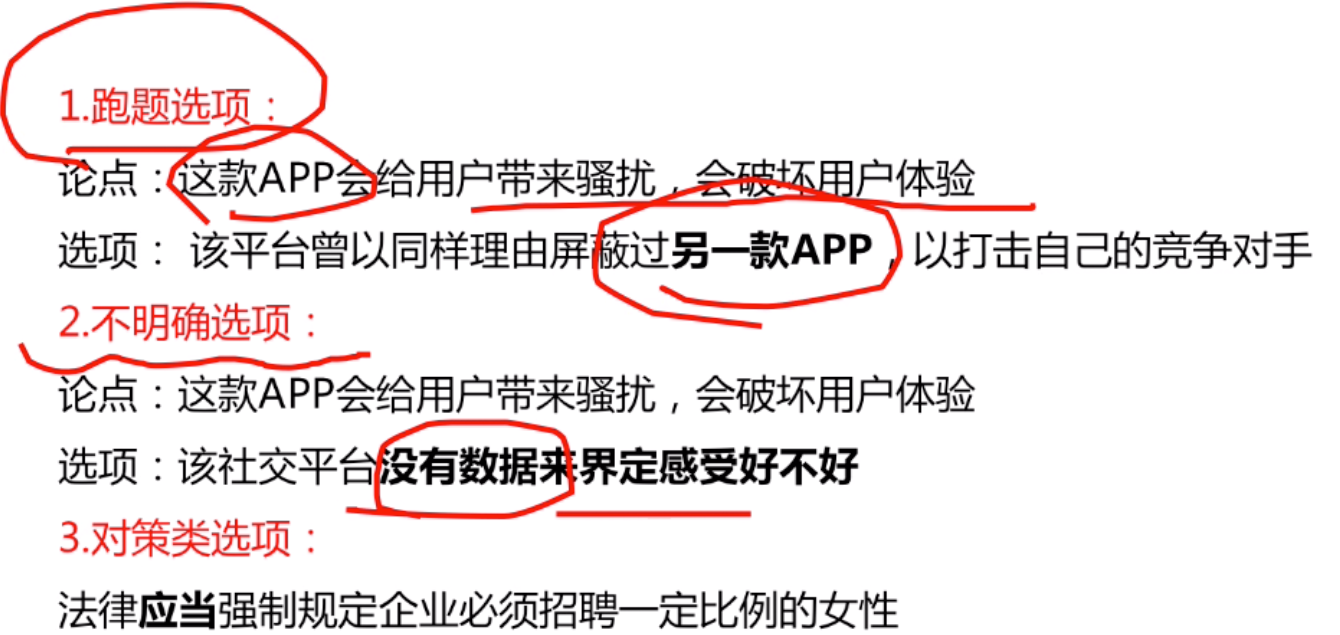 1.跑题选项：
论点：这款APP会给用户带来骚扰，会破坏用户体验
选项： 该平台曾以同样理由屏蔽过另一款APP，以打击自己的竞争对手
2.不明确选项：
论点：这款APP会给用户带来骚扰，会破坏用户体验
选项：该社交平台没有数据来界定感受好不好
3.对策类选项：
法律应当强制规定企业必须招聘一定比例的女性